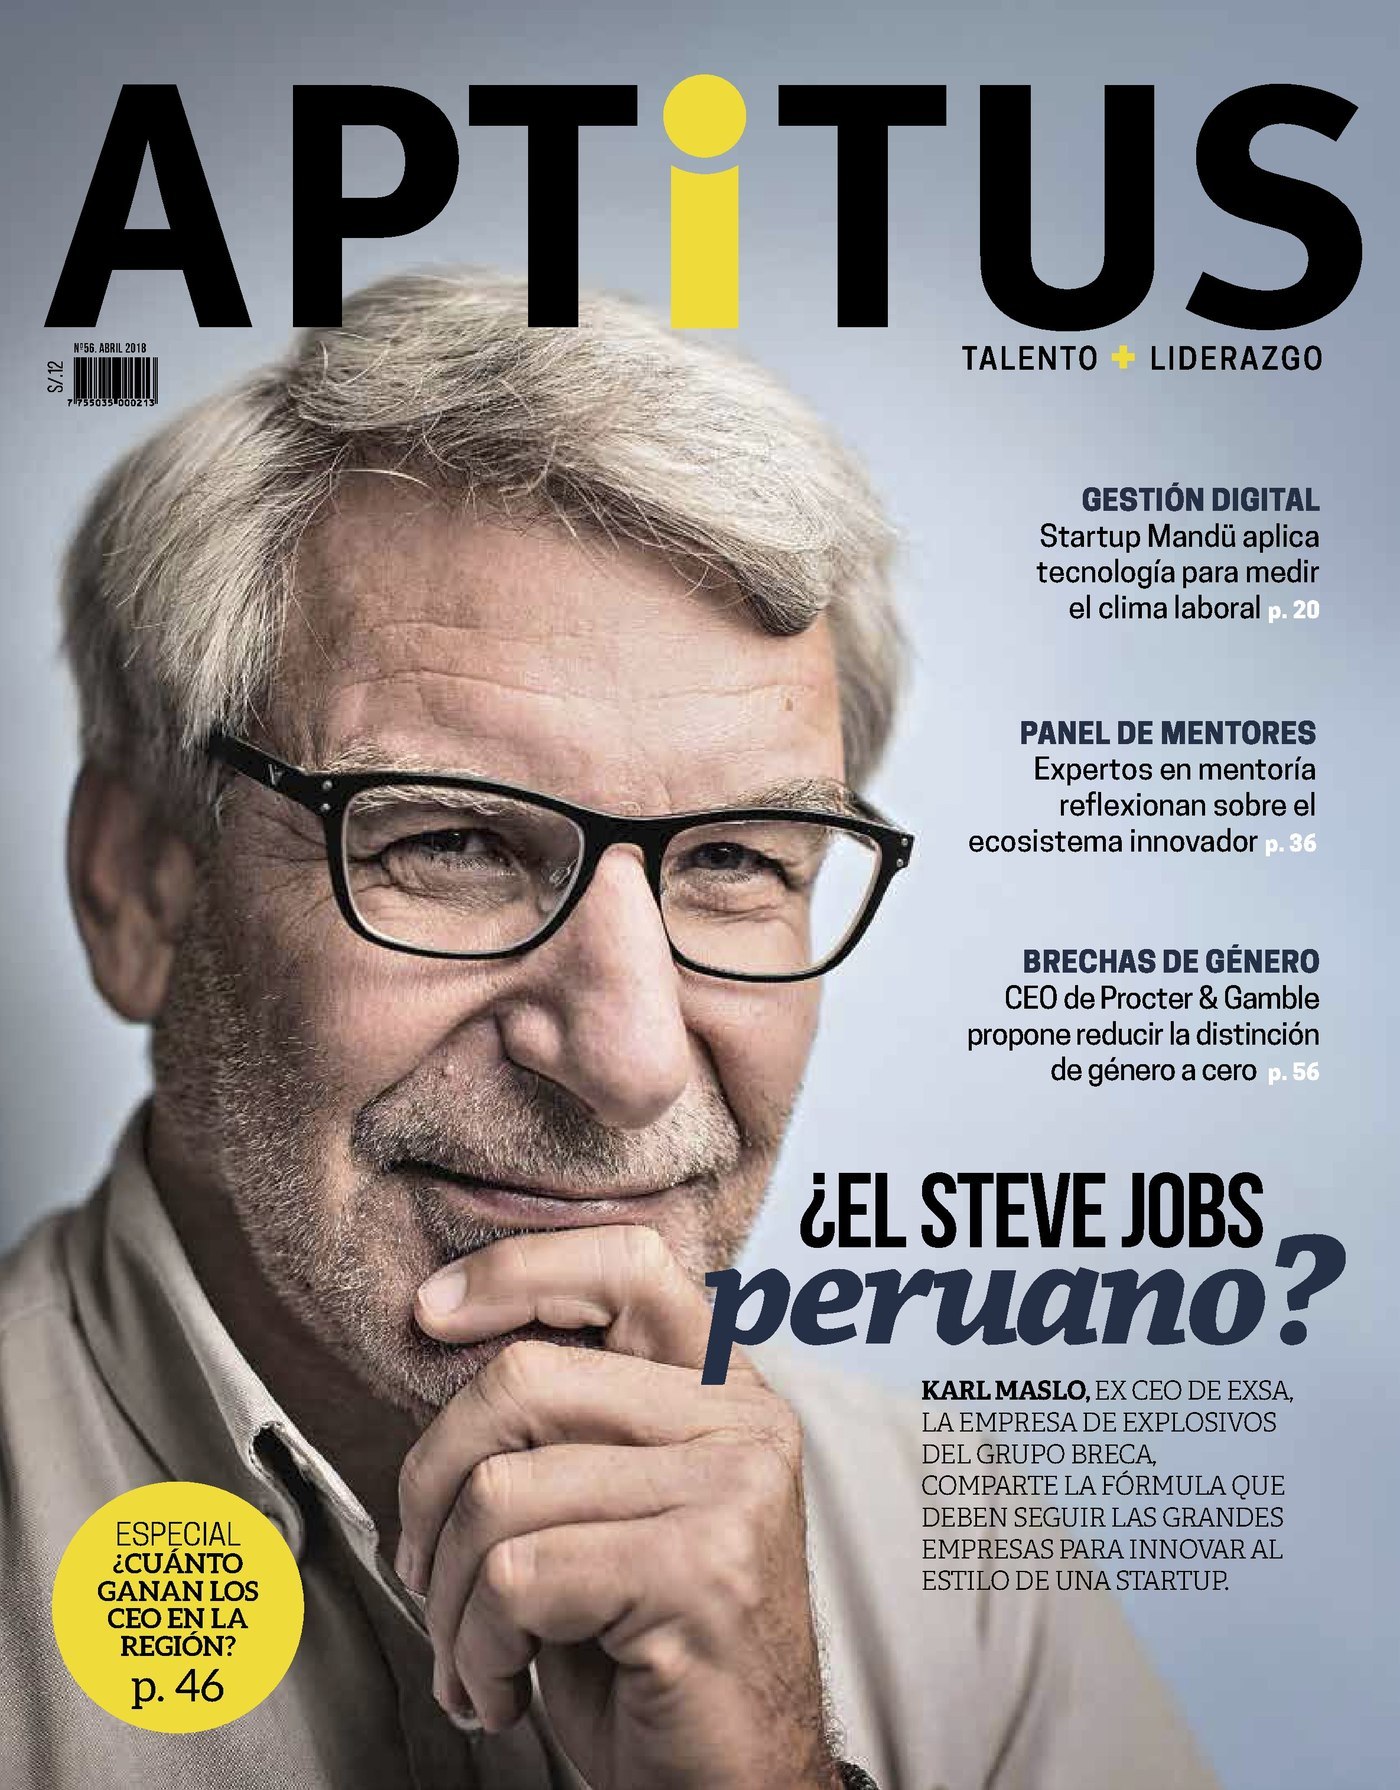 APTiTUS
TALENTO + LIDERAZGO
Nº56. ABRIL 2018
S/.12
7 755035 000213
GESTIÓN DIGITAL
Startup Mandü aplica
tecnología para medir
el clima laboral p. 20
PANEL DE MENTORES
Expertos en mentoría
reflexionan sobre el
ecosistema innovador p. 36
BRECHAS DE GÉNERO
CEO de Procter & Gamble
propone reducir la distinción
de género a cero p. 56
¿EL STEVE JOBS
peruano?
KARL MASLO, EX CEO DE EXSA,
LA EMPRESA DE EXPLOSIVOS
DEL GRUPO BRECA,
COMPARTE LA FÓRMULA QUE
DEBEN SEGUIR LAS GRANDES
EMPRESAS PARA INNOVAR AL
ESTILO DE UNA STARTUP.
ESPECIAL
¿CUÁNTO
GANAN LOS
CEO EN LA
REGIÓN?
p. 46